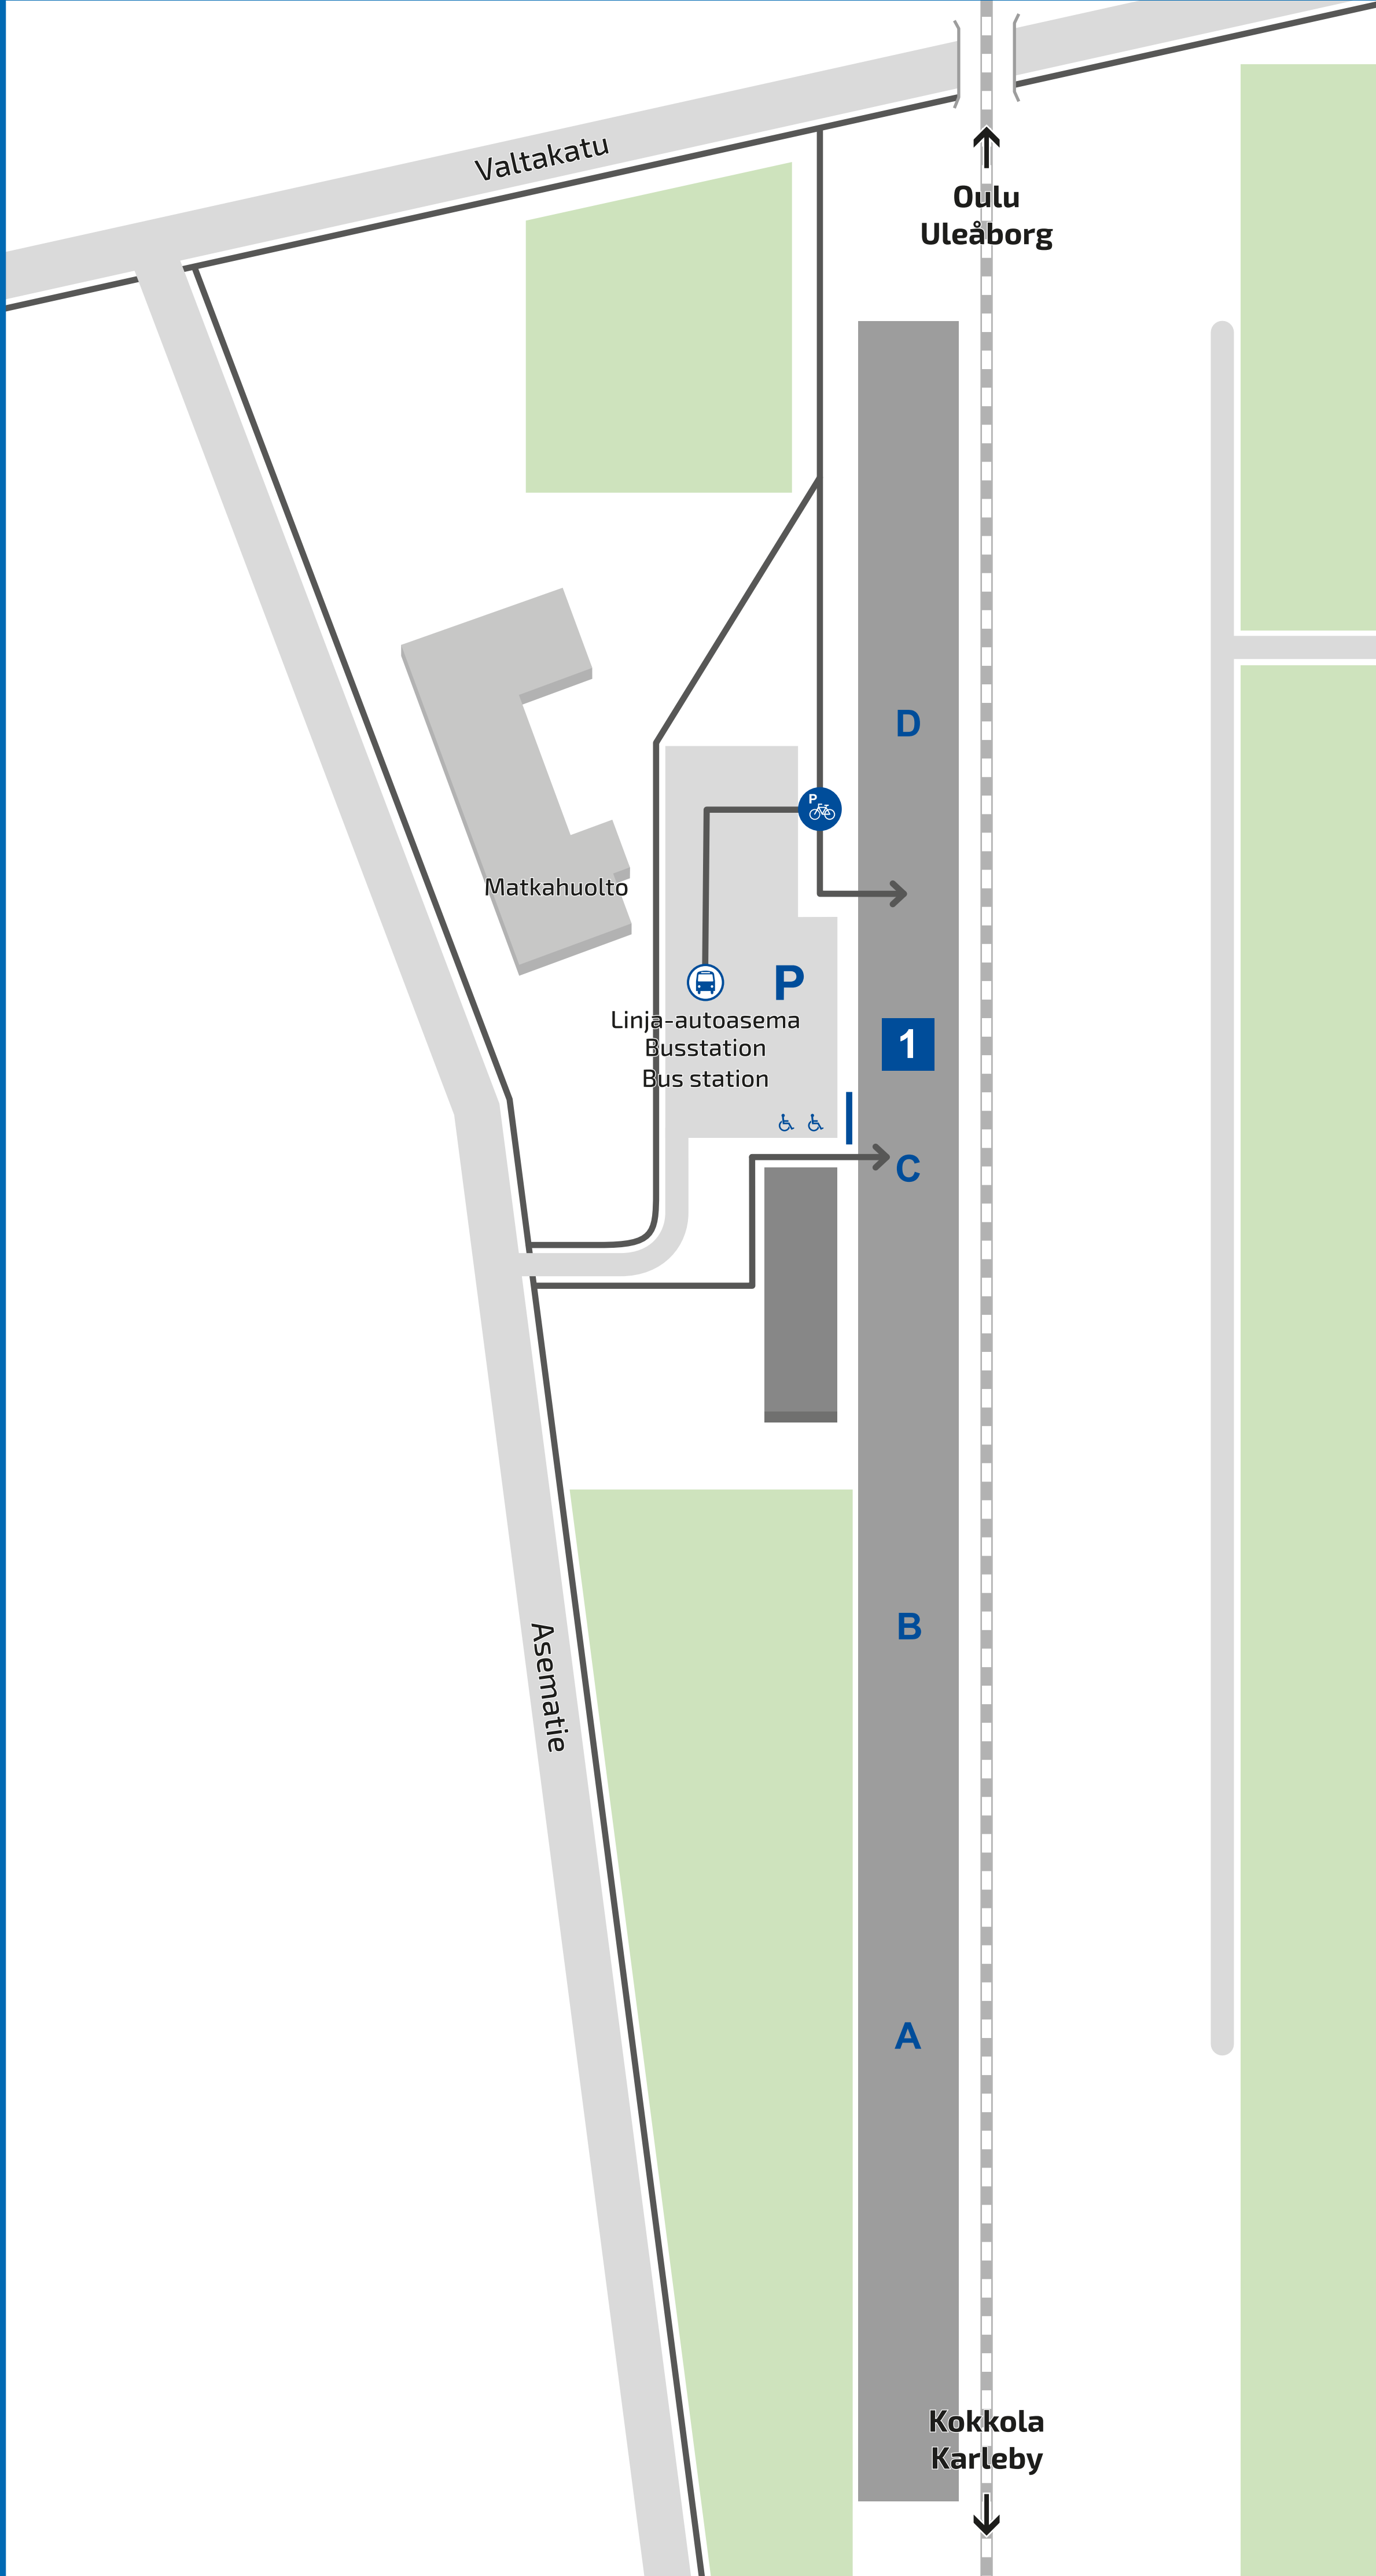 Valtakatu
Oulu
Uleåborg
D
P
Matkahuolto
P
Linja-autoasema
Busstation
Bus station
1
C
B
Asematie
A
Kokkola
Karleby